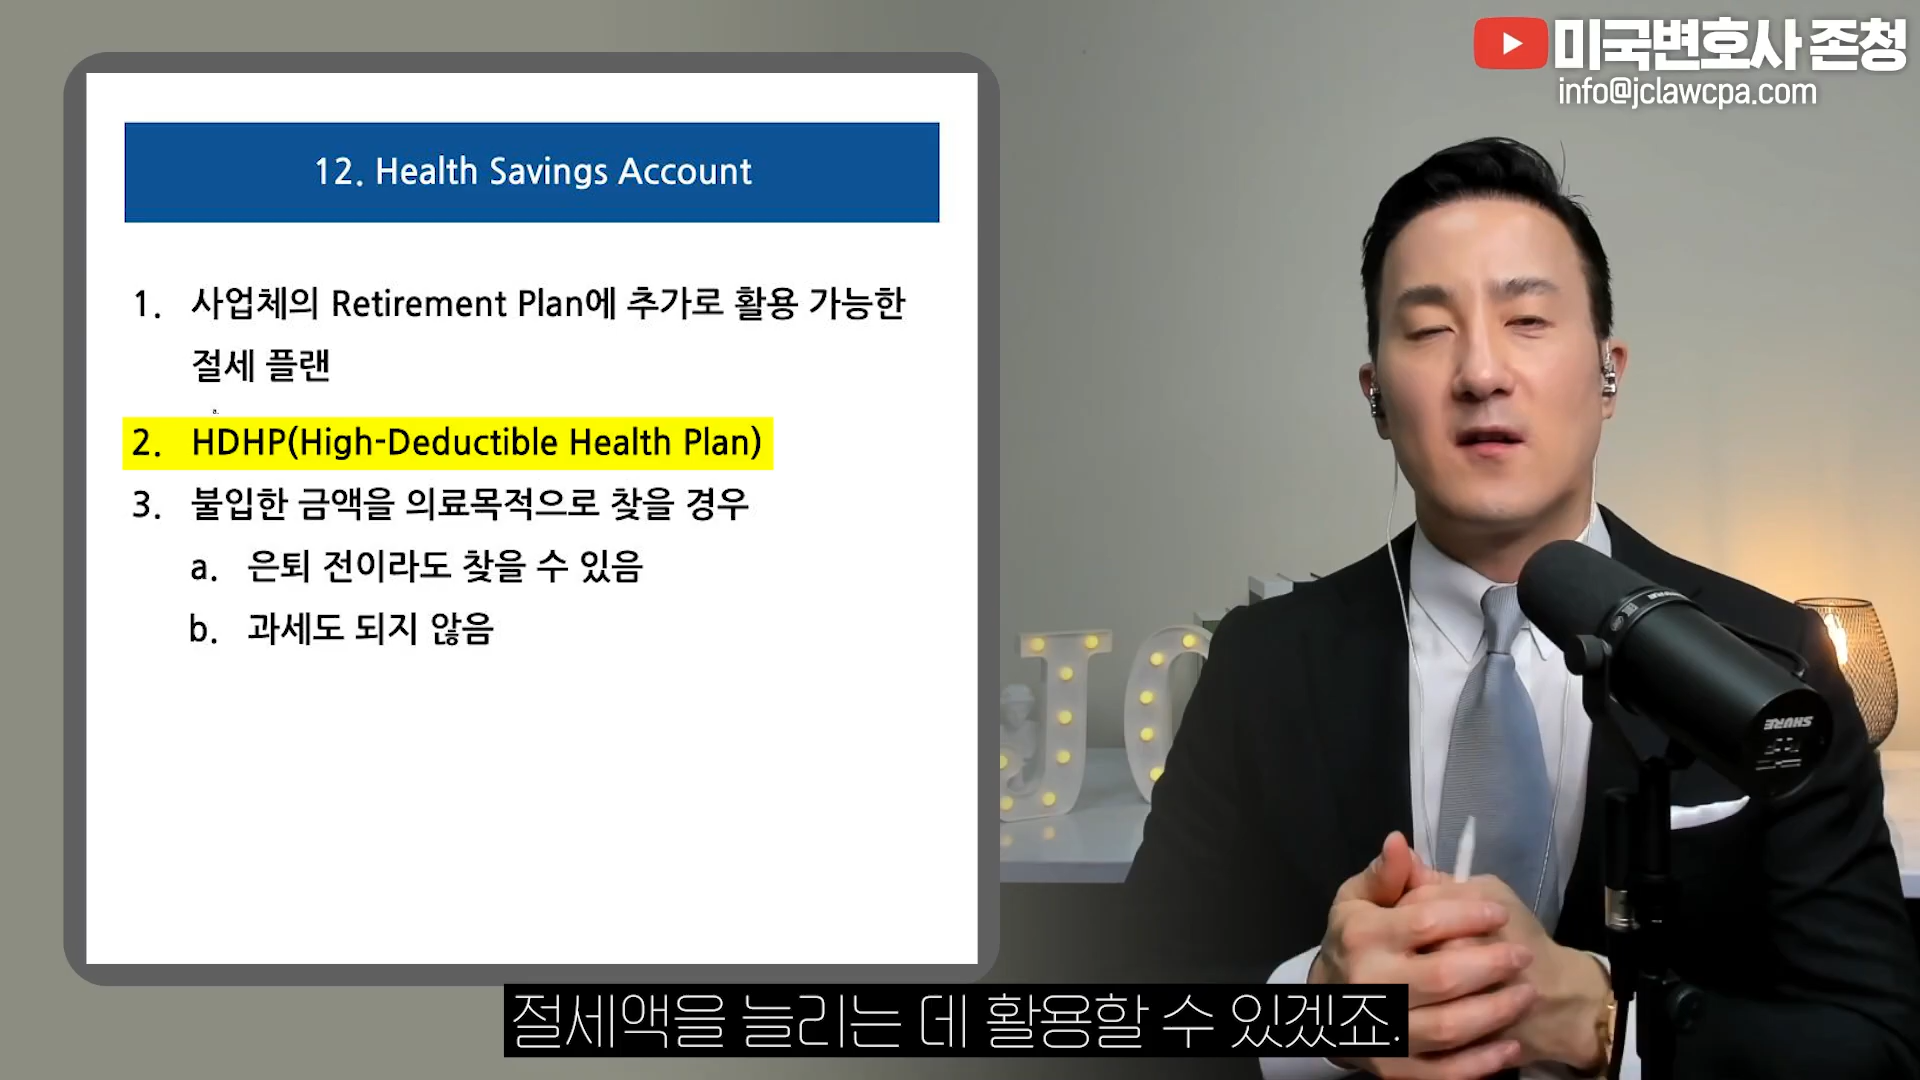 미국변호사 존청
info@jclawcpa.com
12. Health Savings Account
1. 사업체의 Retirement Plan에 추가로 활용 가능한
절세 플랜
a.
2. HDHP(High-Deductible Health Plan)
3. 불입한 금액을 의료목적으로 찾을 경우
a. 은퇴 전이라도 찾을 수 있음
b. 과세도 되지 않음
JC
SHURE
절세액을 늘리는 데 활용할 수 있겠죠.